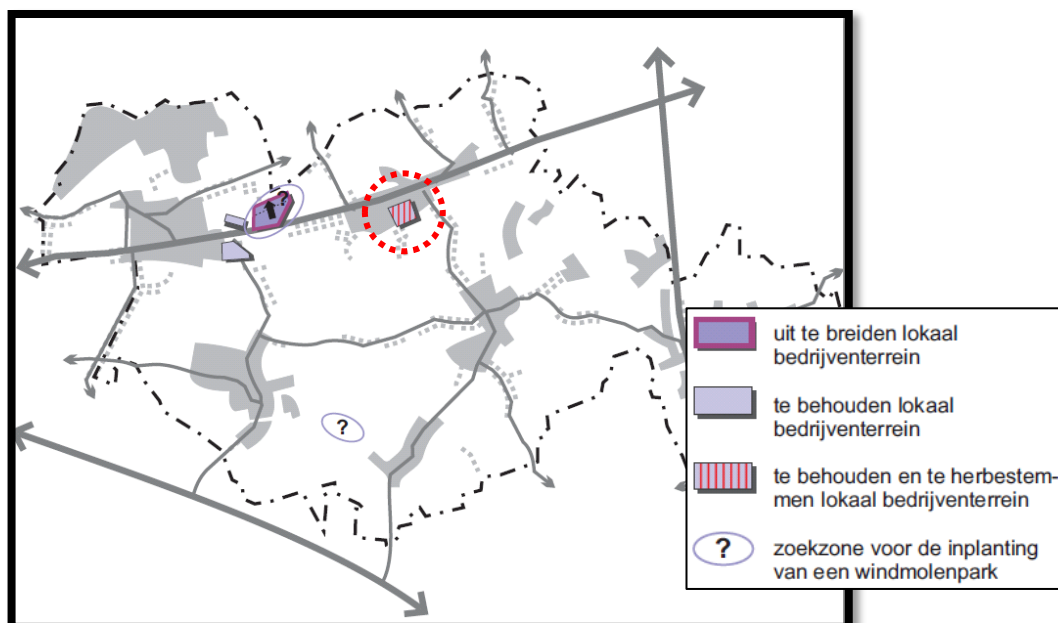 ?
?
uit te breiden lokaal
bedrijventerrein
te behouden lokaal
bedrijventerrein
te behouden en te herbestem-
men lokaal bedrijventerrein
?
zoekzone voor de inplanting
van een windmolenpark